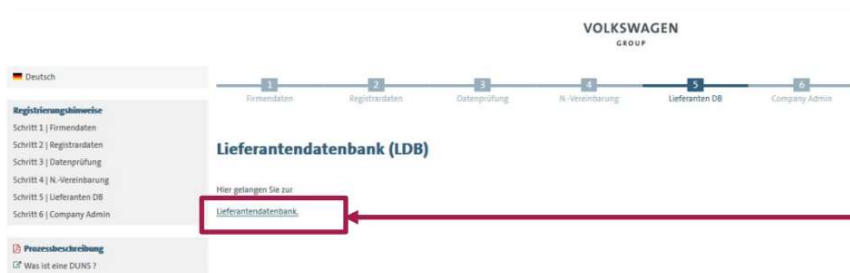 VOLKSWAGEN
GROUP
Deutsch
1 2 3 4 5 6
Firmendaten Registrardaten Datenprüfung N.-Vereinbarung Lieferanten DB Company Admin
Registrierungshinweise
Schritt 1 | Firmendaten
Schritt 2 | Registrardaten
Schritt 3 | Datenprüfung
Schritt 4 | N.-Vereinbarung
Schritt 5 | Lieferanten DB
Schritt 6 | Company Admin
Lieferantendatenbank (LDB)
Hier gelangen Sie zur
Lieferantendatenbank.
Prozessbeschreibung
Was ist eine DUNS ?